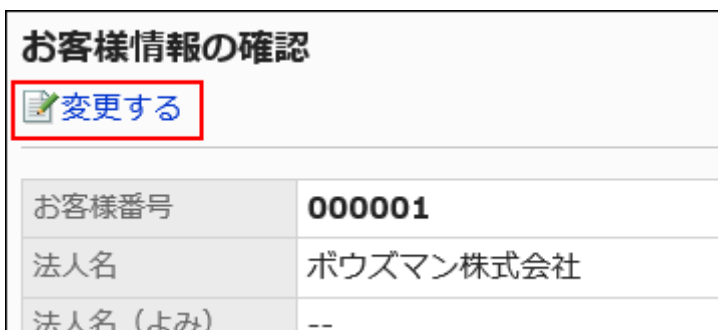 お客様情報の確認
変更する
お客様番号 000001
法人名 ボウズマン株式会社
法人名（よみ） --